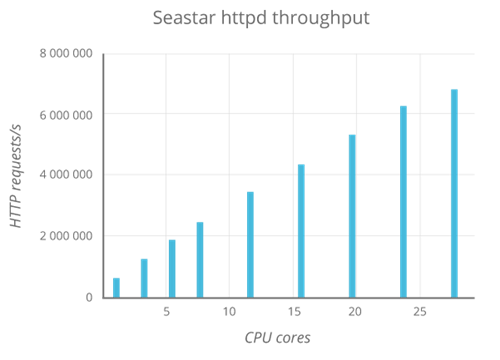 Seastar httpd throughput
8 000 000
6 000 000
4 000 000
2 000 000
0
HTTP requests/s
5 10 15 20 25
CPU cores